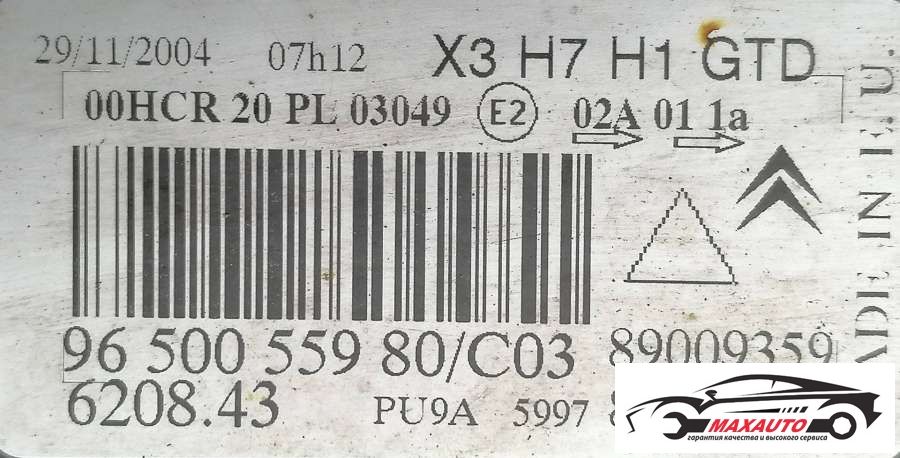 29/11/2004 07h12 X3 H7 H1 GTD
00HCR 20 PL 03049 E2 02A 01 1a
96 500 559 80/C03 89009359
6208.43 PU9A 5997
IN E.U.
MAXAUTO
гарантия качества и высокого сервиса